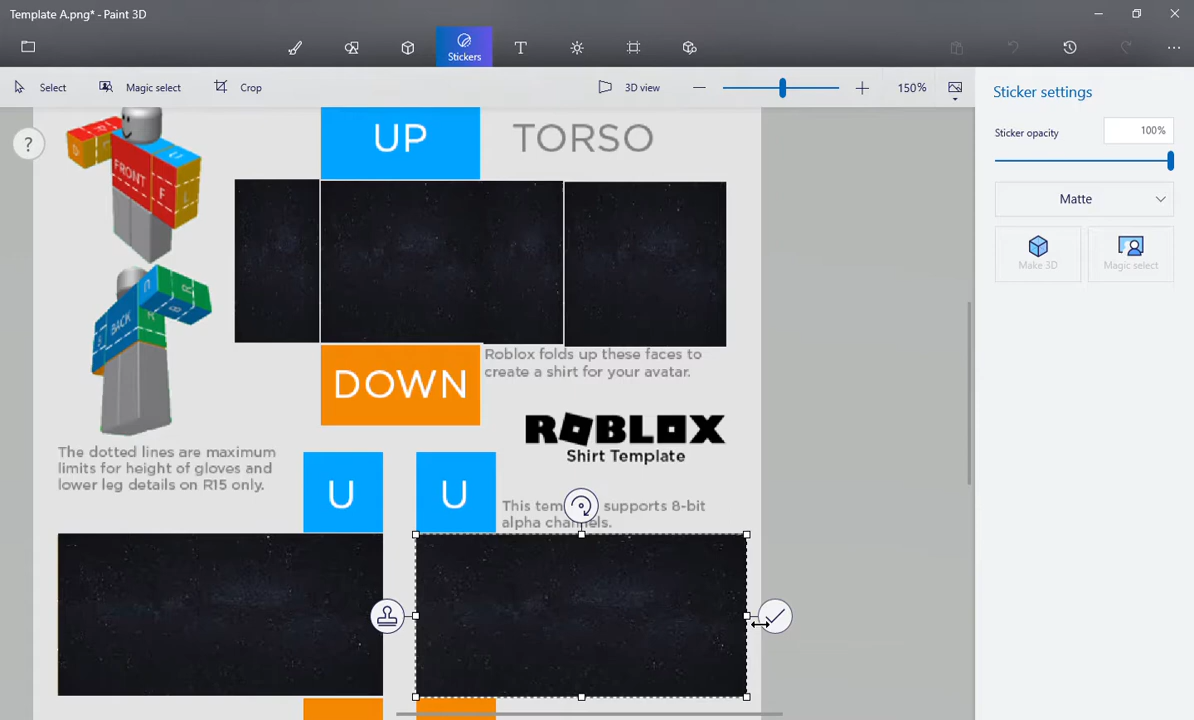 Template A.png* - Paint 3D
Stickers
Select
Magic select
Crop
3D view
150%
Sticker settings
Sticker opacity
100%
Matte
Make 3D
Magic select
?
UP
TORSO
FRONT
F
L
U
D
BACK
R
DOWN
Roblox folds up these faces to
create a shirt for your avatar.
ROBLOX
Shirt Template
The dotted lines are maximum
limits for height of gloves and
lower leg details on R15 only.
U
U
supports 8-bit
alpha